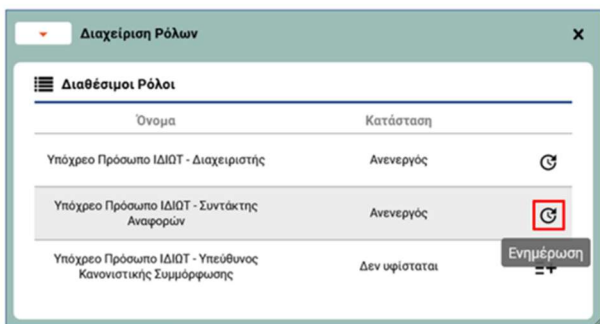 Διαχείριση Ρόλων
Διαθέσιμοι Ρόλοι
Όνομα Κατάσταση
Υπόχρεο Πρόσωπο ΙΔΙΩΤ - Διαχειριστής Ανενεργός
Υπόχρεο Πρόσωπο ΙΔΙΩΤ - Συντάκτης
Αναφορών Ανενεργός
Ενημέρωση
Υπόχρεο Πρόσωπο ΙΔΙΩΤ - Υπεύθυνος
Κανονιστικής Συμμόρφωσης Δεν υφίσταται